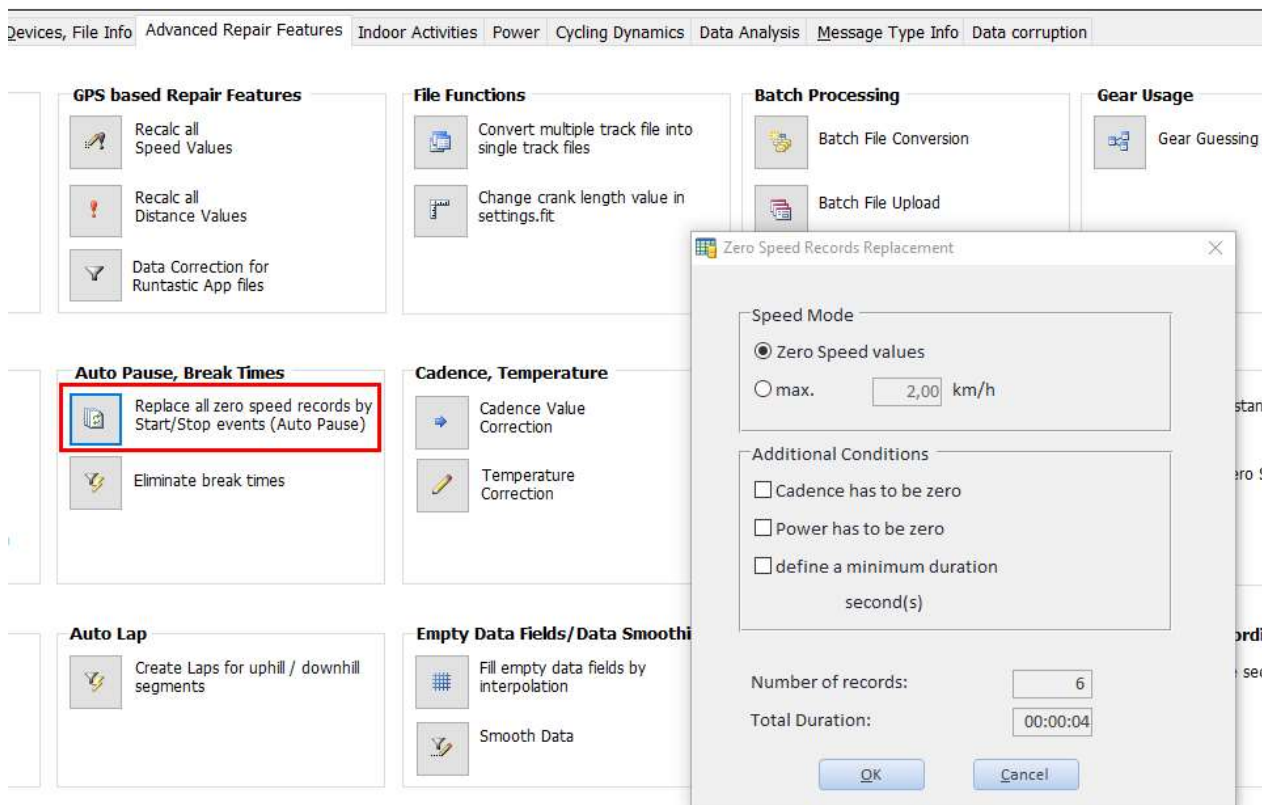 Devices, File Info
Advanced Repair Features
Indoor Activities
Power
Cycling Dynamics
Data Analysis
Message Type Info
Data corruption
GPS based Repair Features
Recalc all
Speed Values
Recalc all
Distance Values
Data Correction for
Runtastic App files
File Functions
Convert multiple track file into
single track files
Change crank length value in
settings.fit
Batch Processing
Batch File Conversion
Batch File Upload
Gear Usage
Gear Guessing
Auto Pause, Break Times
Replace all zero speed records by
Start/Stop events (Auto Pause)
Eliminate break times
Cadence, Temperature
Cadence Value
Correction
Temperature
Correction
Auto Lap
Create Laps for uphill / downhill
segments
Empty Data Fields/Data Smoothi
Fill empty data fields by
interpolation
Smooth Data
Zero Speed Records Replacement
Speed Mode
Zero Speed values
max. 2,00 km/h
Additional Conditions
Cadence has to be zero
Power has to be zero
define a minimum duration
second(s)
Number of records: 6
Total Duration: 00:00:04
OK
Cancel